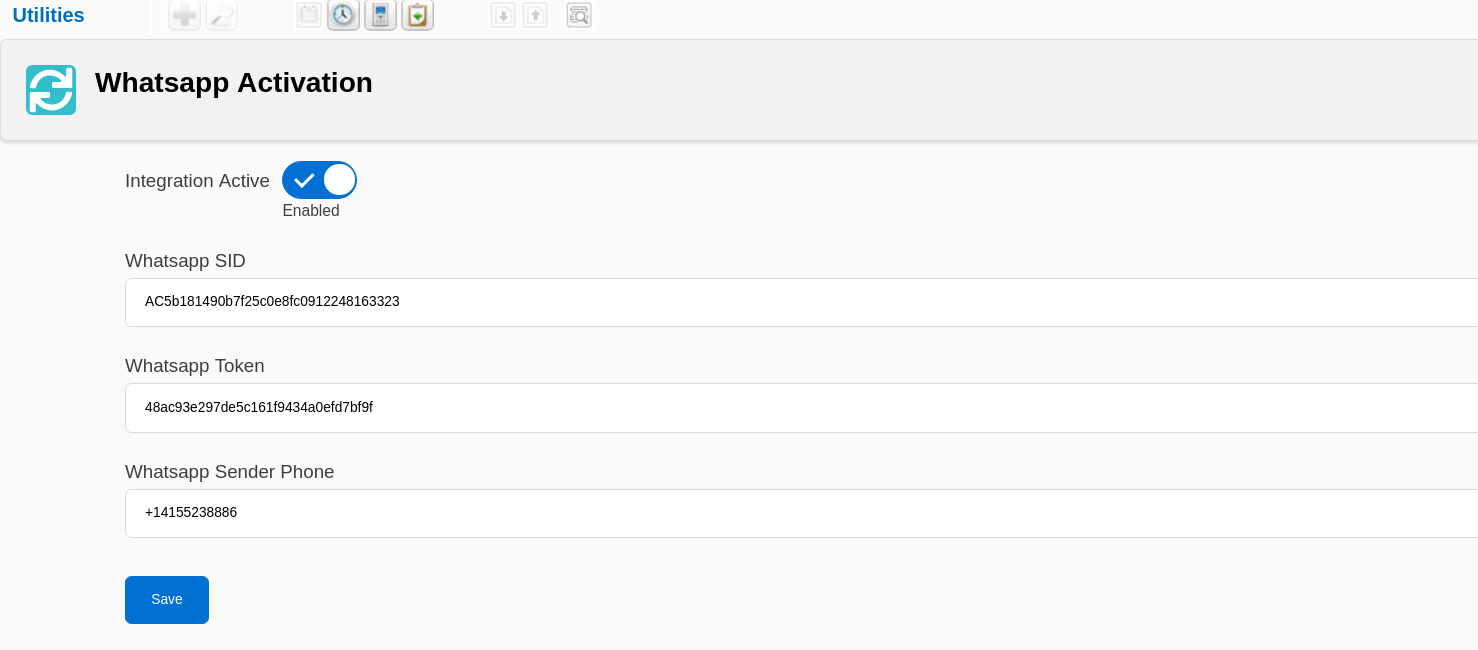 Utilities
Whatsapp Activation
Integration Active
Enabled
Whatsapp SID
AC5b181490b7f25c0e8fc0912248163323
Whatsapp Token
48ac93e297de5c161f9434a0efd7bf9f
Whatsapp Sender Phone
+14155238886
Save